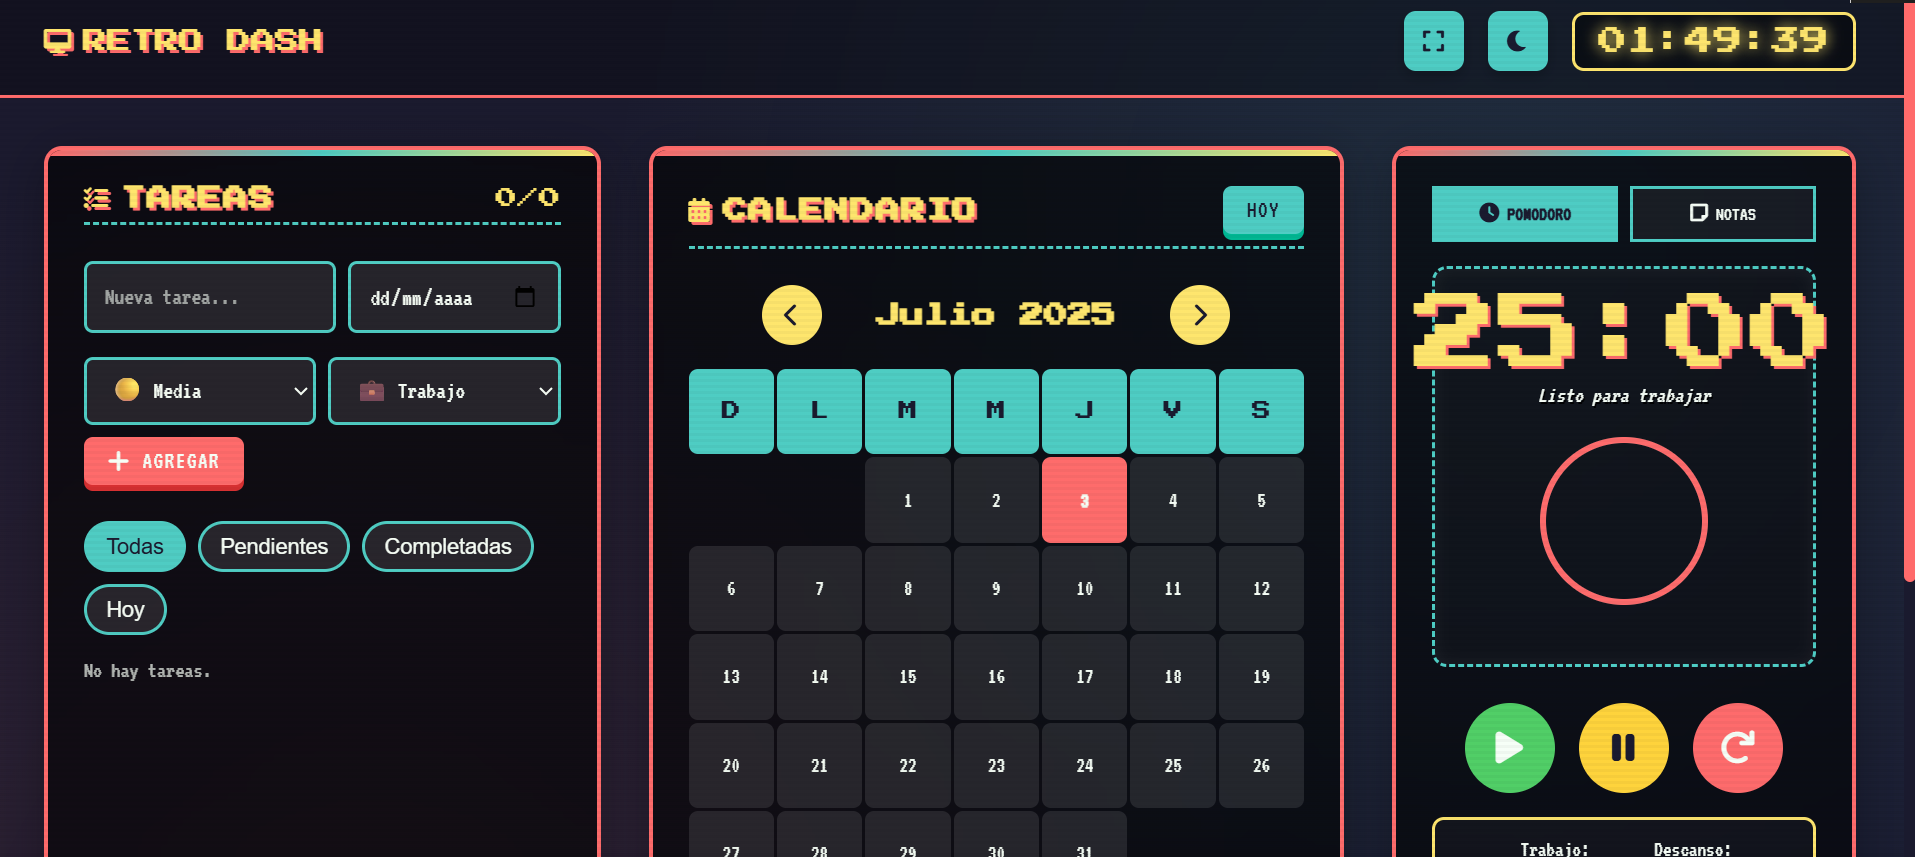 RETRO DASH
01:49:39
TAREAS
0/0
Nueva tarea...
dd/mm/aaaa
Media
Trabajo
AGREGAR
Todas
Pendientes
Completadas
Hoy
No hay tareas.
CALENDARIO
HOY
Julio 2025
D L M M J V S
1 2 3 4 5
6 7 8 9 10 11 12
13 14 15 16 17 18 19
20 21 22 23 24 25 26
27 28 29 30 31
POMODORO
NOTAS
25:00
Listo para trabajar
Trabajo:
Descanso: